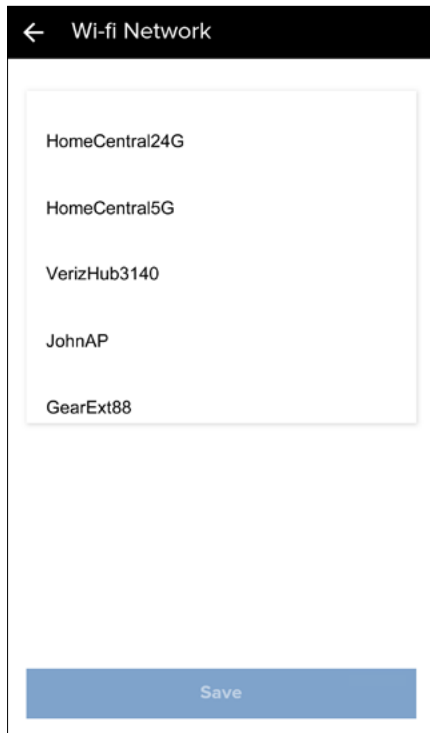 Wi-fi Network
HomeCentral24G
HomeCentral5G
VerizHub3140
JohnAP
GearExt88
Save